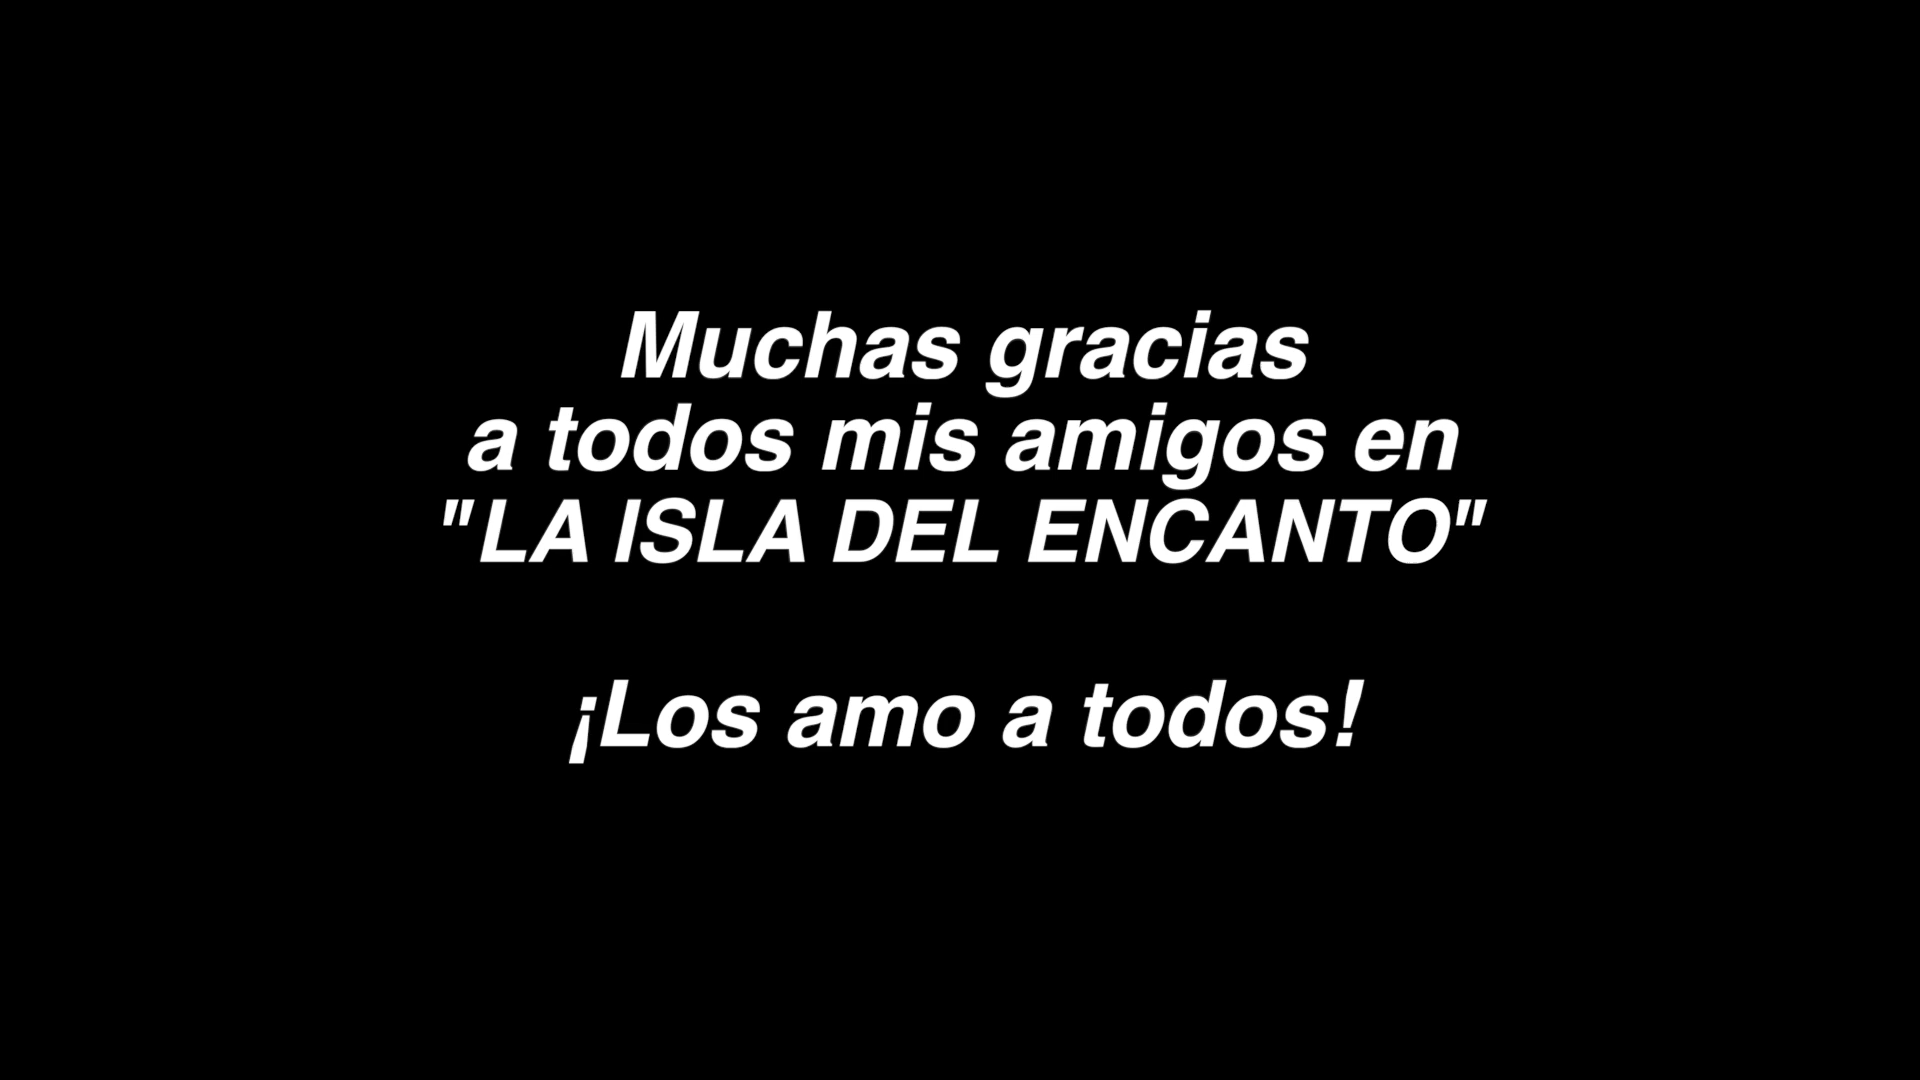 Muchas gracias
a todos mis amigos en
"LA ISLA DEL ENCANTO"
¡Los amo a todos!